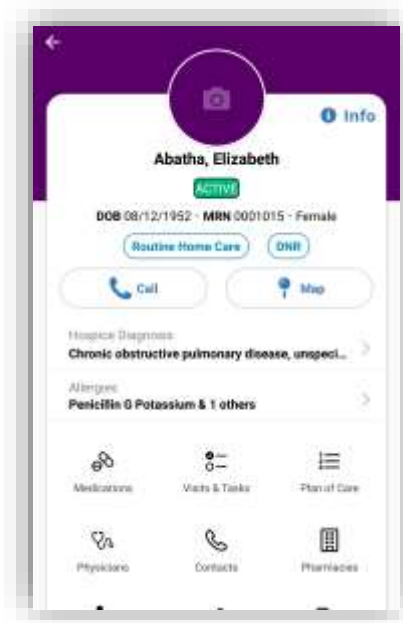 Info
Abatha, Elizabeth
ACTIVE
DOB 08/12/1952 - MRN 0001015 - Female
Routine Home Care DNR
Call Map
Hospice Diagnosis
Chronic obstructive pulmonary disease, unspeci...
Allergies
Penicillin G Potassium & 1 others
Medications Visits & Tasks Plan of Care
Physicians Contacts Pharmacies